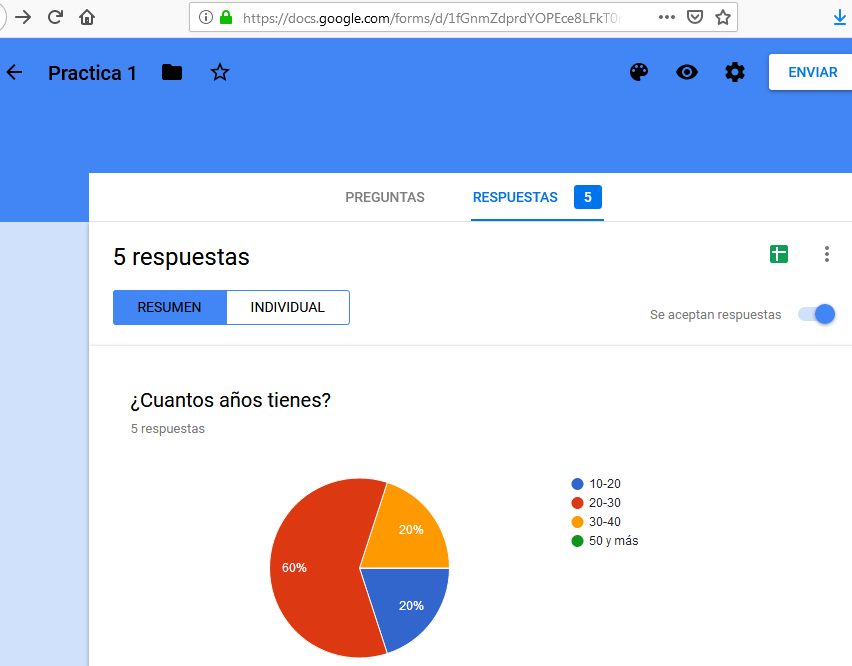 https://docs.google.com/forms/d/1fGnmZdprdYOPEce8LFkT0
Practica 1
ENVIAR
PREGUNTAS
RESPUESTAS 5
5 respuestas
RESUMEN INDIVIDUAL
Se aceptan respuestas
¿Cuantos años tienes?
5 respuestas
10-20
20-30
30-40
50 y más
20%
60%
20%